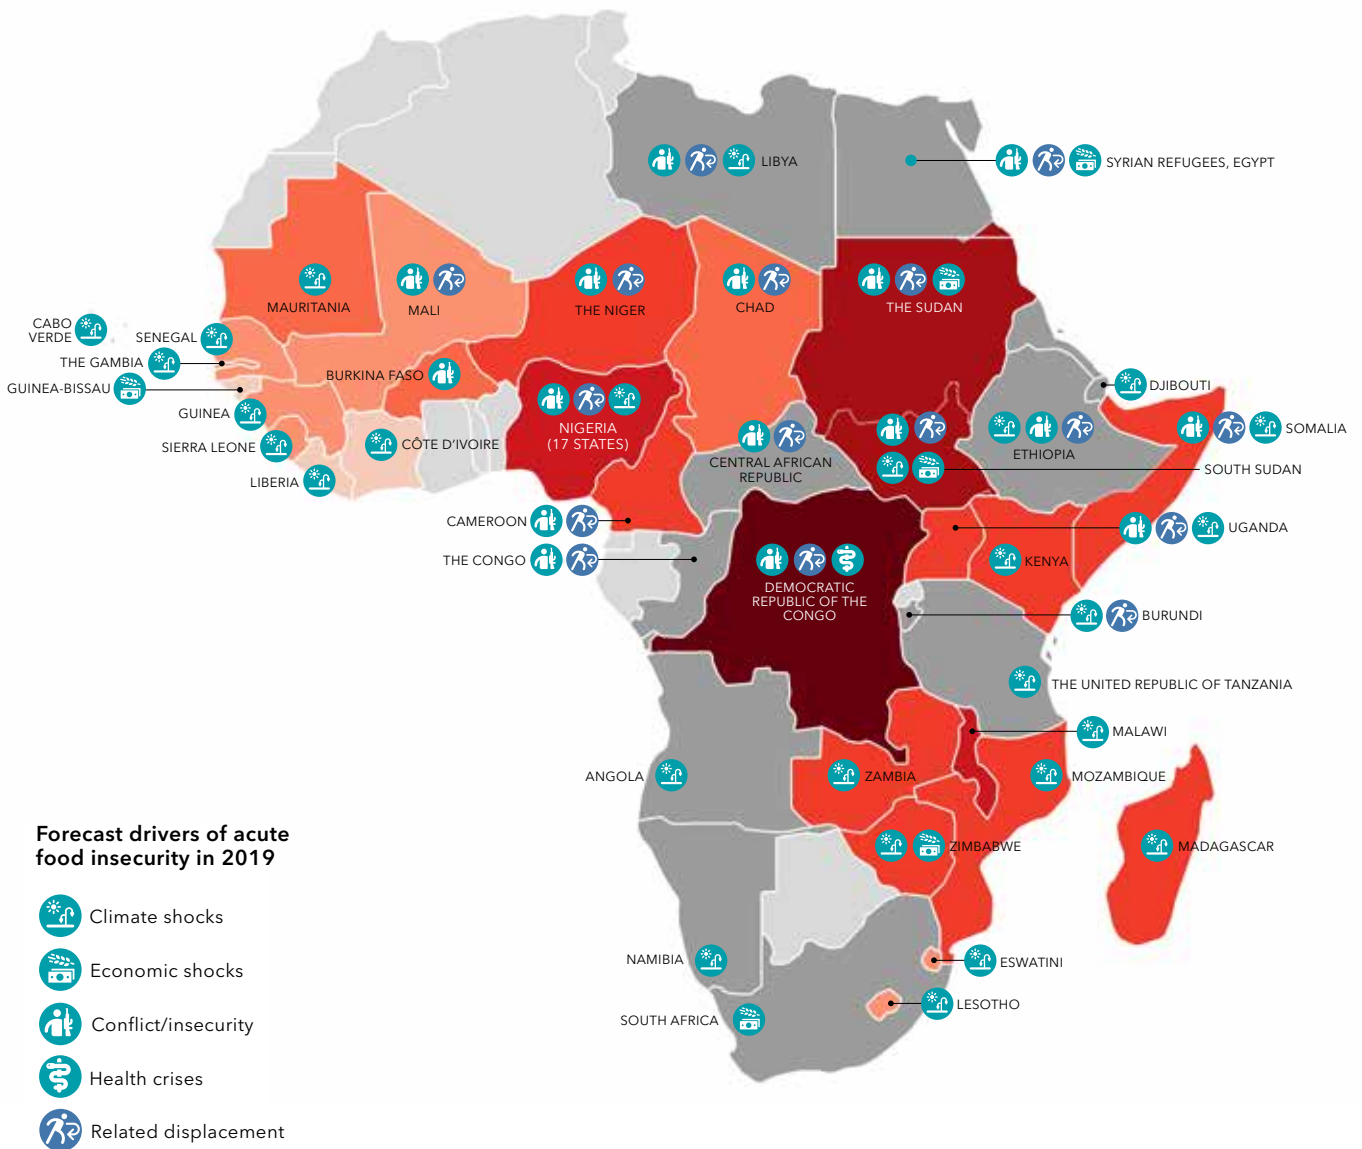 LIBYA
SYRIAN REFUGEES, EGYPT
MAURITANIA
MALI
THE NIGER
CHAD
THE SUDAN
CABO
VERDE
SENEGAL
THE GAMBIA
GUINEA-BISSAU
BURKINA FASO
DJIBOUTI
GUINEA
SIERRA LEONE
CÔTE D'IVOIRE
NIGERIA
(17 STATES)
SOMALIA
ETHIOPIA
CENTRAL AFRICAN
REPUBLIC
SOUTH SUDAN
LIBERIA
CAMEROON
UGANDA
THE CONGO
KENYA
DEMOCRATIC
REPUBLIC OF THE
CONGO
BURUNDI
THE UNITED REPUBLIC OF TANZANIA
MALAWI
ANGOLA
ZAMBIA
MOZAMBIQUE
ZIMBABWE
MADAGASCAR
NAMIBIA
ESWATINI
LESOTHO
SOUTH AFRICA
Forecast drivers of acute
food insecurity in 2019
Climate shocks
Economic shocks
Conflict/insecurity
Health crises
Related displacement